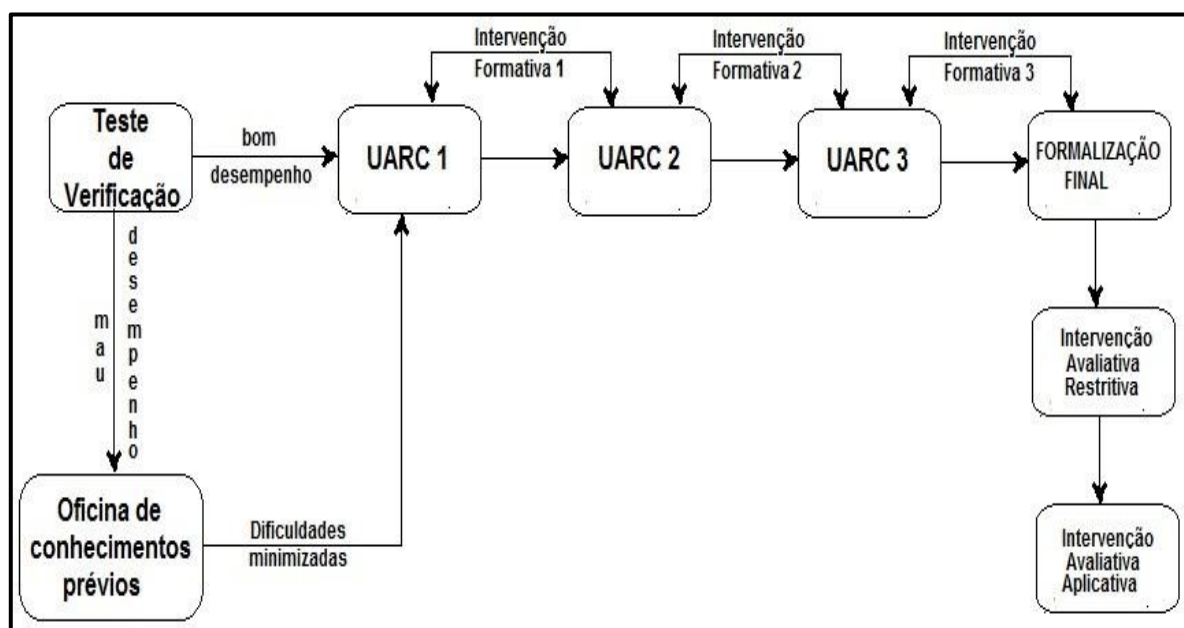 Intervenção
Formativa 1
Intervenção
Formativa 2
Intervenção
Formativa 3
Teste
de
Verificação
bom
desempenho
UARC 1
UARC 2
UARC 3
FORMALIZAÇÃO
FINAL
mau
desempenho
Intervenção
Avaliativa
Restritiva
Oficina de
conhecimentos
prévios
Dificuldades
minimizadas
Intervenção
Avaliativa
Aplicativa